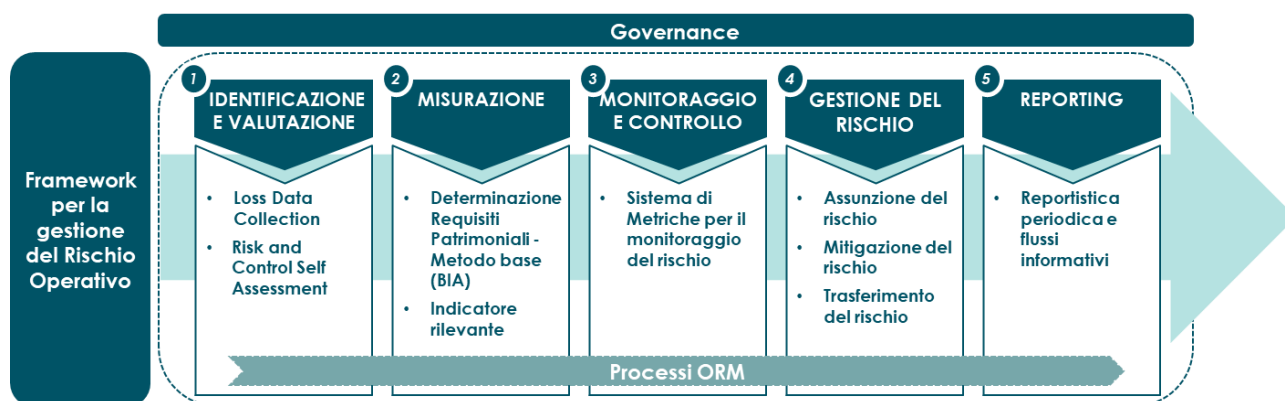 Governance
Framework
per la
gestione
del Rischio
Operativo
1
IDENTIFICAZIONE
E VALUTAZIONE
• Loss Data
Collection
• Risk and
Control Self
Assessment
2
MISURAZIONE
• Determinazione
Requisiti
Patrimoniali -
Metodo base
(BIA)
• Indicatore
rilevante
3
MONITORAGGIO
E CONTROLLO
• Sistema di
Metriche per il
monitoraggio
del rischio
4
GESTIONE DEL
RISCHIO
• Assunzione del
rischio
• Mitigazione del
rischio
• Trasferimento
del rischio
5
REPORTING
• Reportistica
periodica e
flussi
informativi
Processi ORM